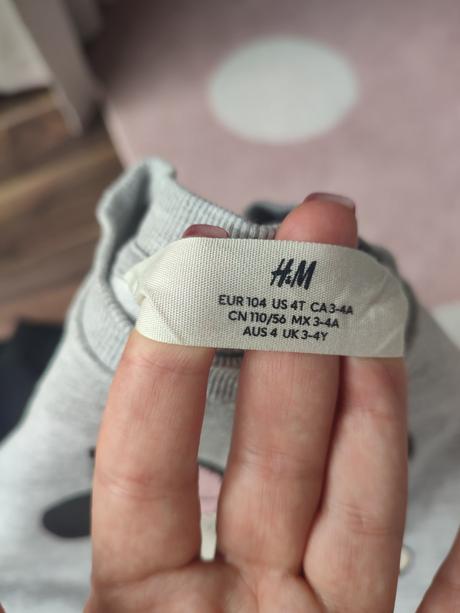 H&M
EUR 104 US 4T CA 3-4A
CN 110/56 MX 3-4A
AUS 4 UK 3-4Y